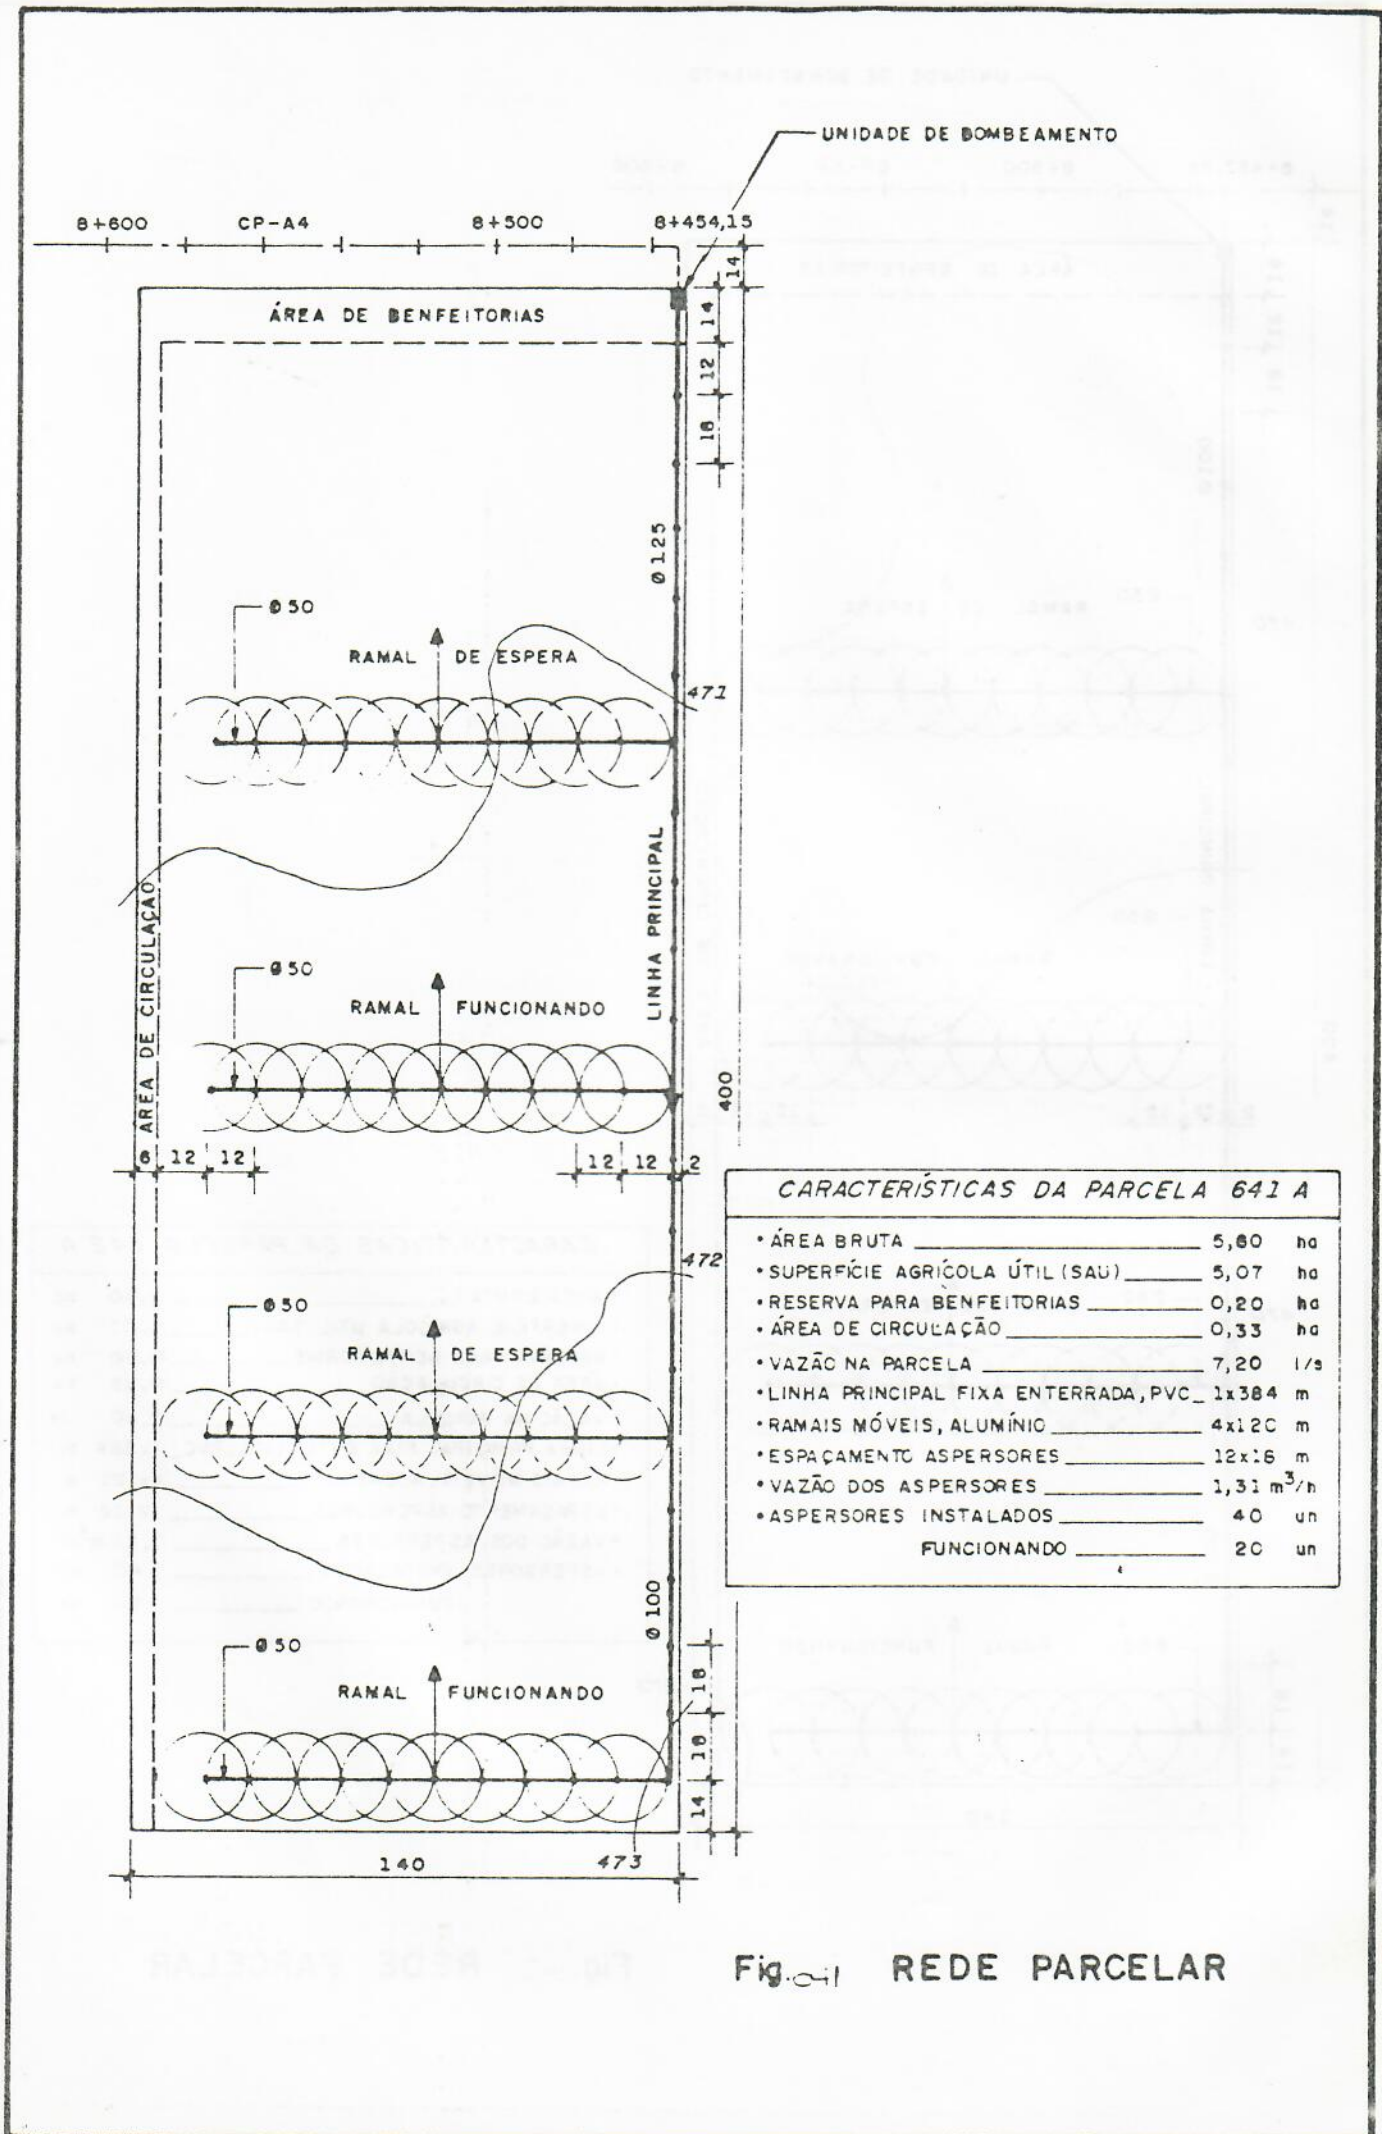 UNIDADE DE BOMBEAMENTO
8+600 CP-A4 8+500 8+454,15
14
ÁREA DE BENFEITORIAS
14
12
18
Ø125
Ø50
RAMAL DE ESPERA
471
LINHA PRINCIPAL
ÁREA DE CIRCULAÇÃO
Ø50
RAMAL FUNCIONANDO
400
6 12 12 12 12 2
CARACTERÍSTICAS DA PARCELA 641 A
•ÁREA BRUTA 5,60 ha
•SUPERFÍCIE AGRÍCOLA ÚTIL (SAU) 5,07 ha
•RESERVA PARA BENFEITORIAS 0,20 ha
•ÁREA DE CIRCULAÇÃO 0,33 ha
•VAZÃO NA PARCELA 7,20 l/s
•LINHA PRINCIPAL FIXA ENTERRADA, PVC 1x384 m
•RAMAIS MÓVEIS, ALUMÍNIO 4x120 m
•ESPAÇAMENTO ASPERSORES 12x18 m
•VAZÃO DOS ASPERSORES 1,31 m³/h
•ASPERSORES INSTALADOS 40 un
FUNCIONANDO 20 un
472
Ø50
RAMAL DE ESPERA
Ø100
Ø50
RAMAL FUNCIONANDO
18
18
14
140
473
Fig. REDE PARCELAR